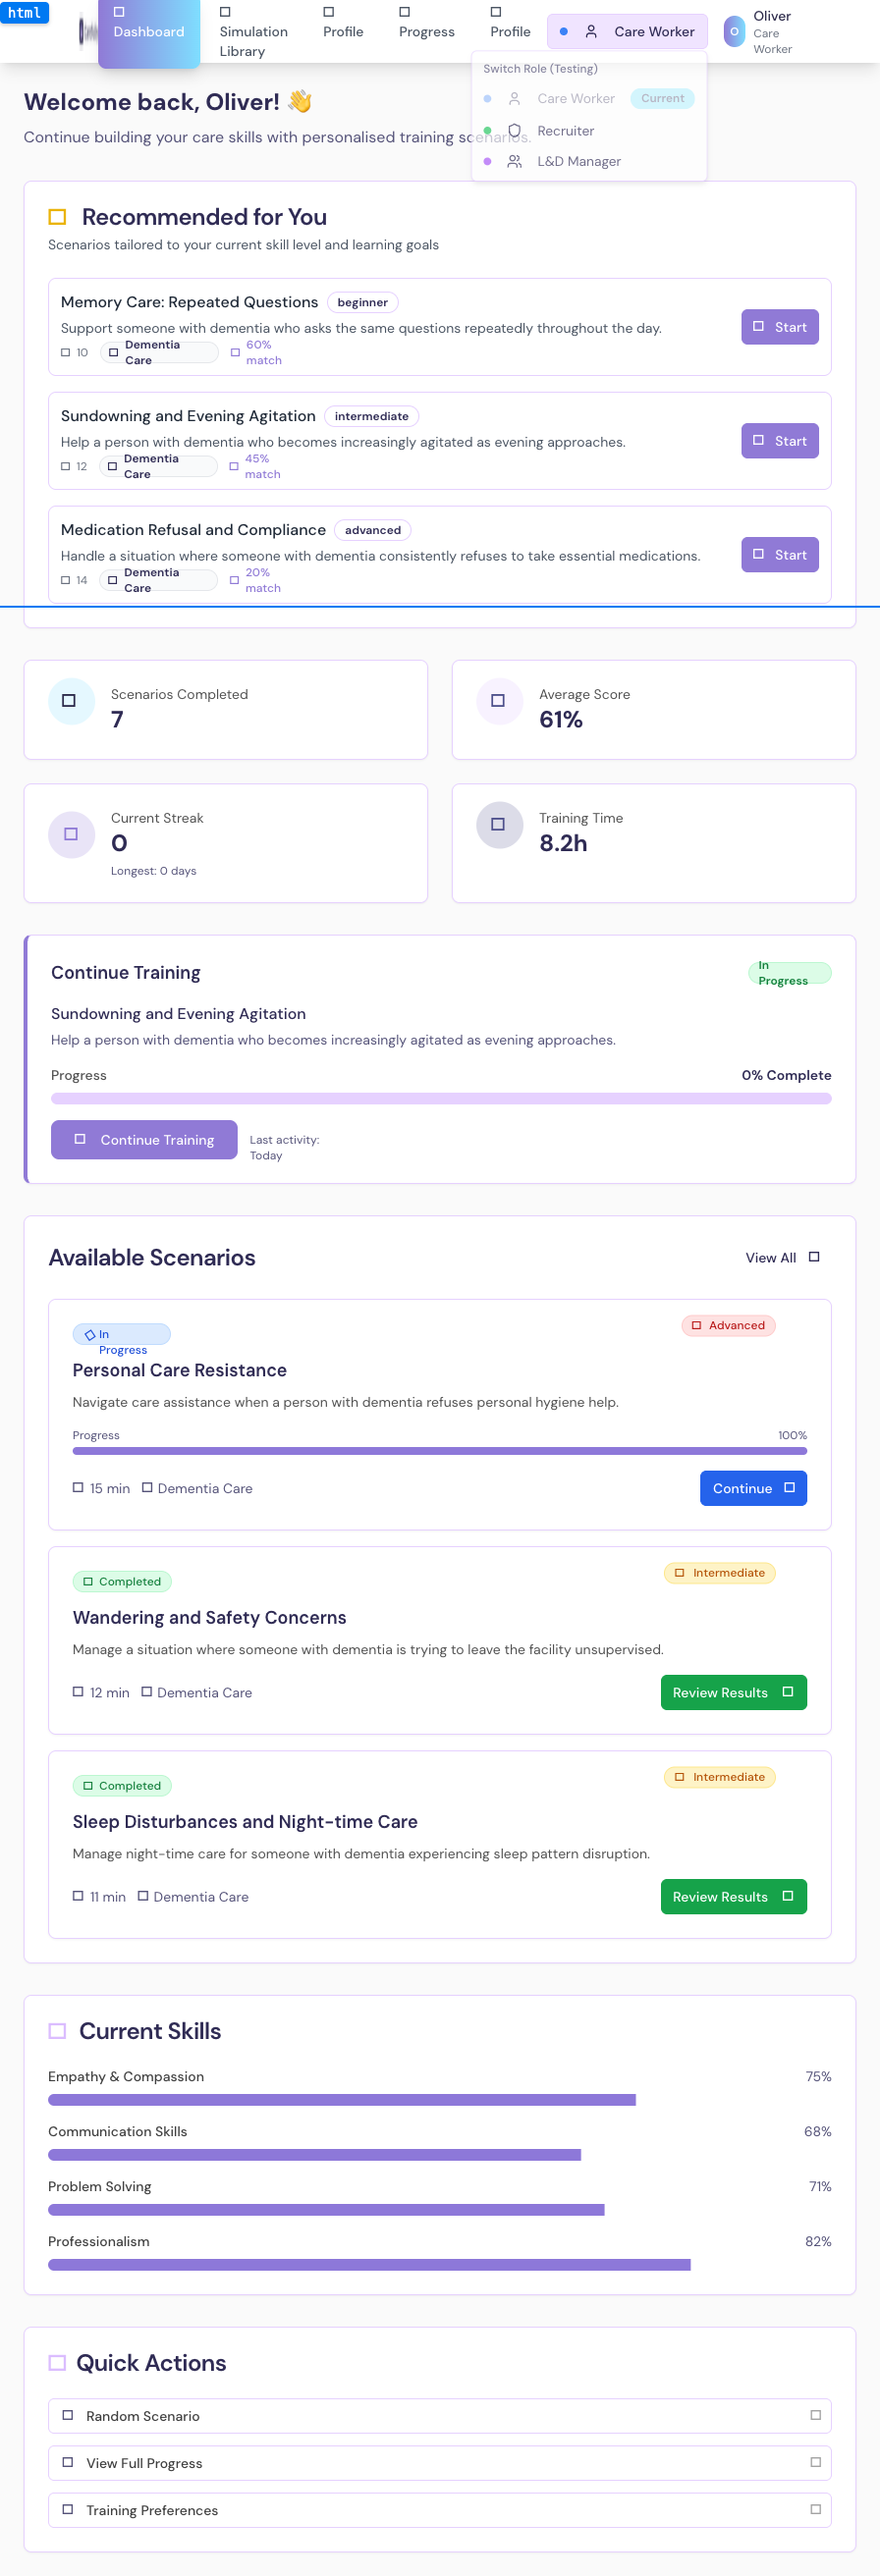 html
Dashboard
Simulation
Library
Profile
Progress
Profile
Care Worker
O
Oliver
Care
Worker
Switch Role (Testing)
Care Worker
Current
Recruiter
L&D Manager
Welcome back, Oliver! 👋
Continue building your care skills with personalised training scenarios.
Recommended for You
Scenarios tailored to your current skill level and learning goals
Memory Care: Repeated Questions
beginner
Support someone with dementia who asks the same questions repeatedly throughout the day.
10
Dementia
Care
60%
match
Start
Sundowning and Evening Agitation
intermediate
Help a person with dementia who becomes increasingly agitated as evening approaches.
12
Dementia
Care
45%
match
Start
Medication Refusal and Compliance
advanced
Handle a situation where someone with dementia consistently refuses to take essential medications.
14
Dementia
Care
20%
match
Start
Scenarios Completed
7
Average Score
61%
Current Streak
0
Longest: 0 days
Training Time
8.2h
Continue Training
In
Progress
Sundowning and Evening Agitation
Help a person with dementia who becomes increasingly agitated as evening approaches.
Progress
0% Complete
Continue Training
Last activity:
Today
Available Scenarios
View All
In
Progress
Advanced
Personal Care Resistance
Navigate care assistance when a person with dementia refuses personal hygiene help.
Progress
100%
15 min
Dementia Care
Continue
Completed
Intermediate
Wandering and Safety Concerns
Manage a situation where someone with dementia is trying to leave the facility unsupervised.
12 min
Dementia Care
Review Results
Completed
Intermediate
Sleep Disturbances and Night-time Care
Manage night-time care for someone with dementia experiencing sleep pattern disruption.
11 min
Dementia Care
Review Results
Current Skills
Empathy & Compassion
75%
Communication Skills
68%
Problem Solving
71%
Professionalism
82%
Quick Actions
Random Scenario
View Full Progress
Training Preferences